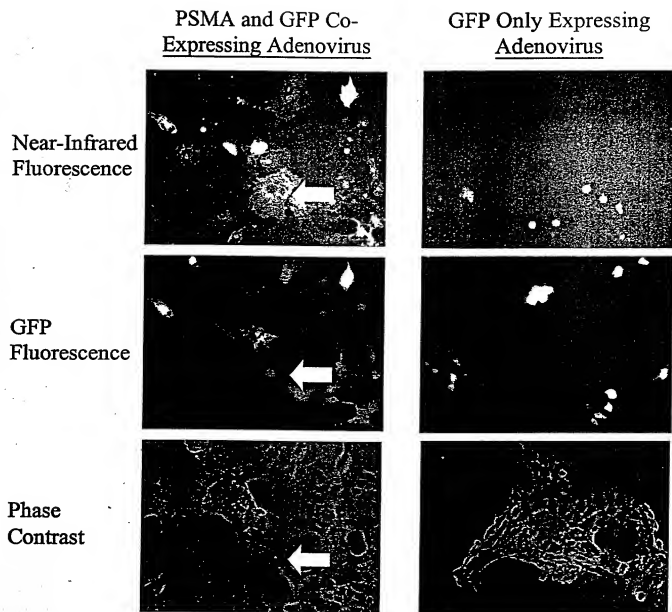 PSMA and GFP Co-
Expressing Adenovirus
GFP Only Expressing
Adenovirus
Near-Infrared
Fluorescence
GFP
Fluorescence
Phase
Contrast